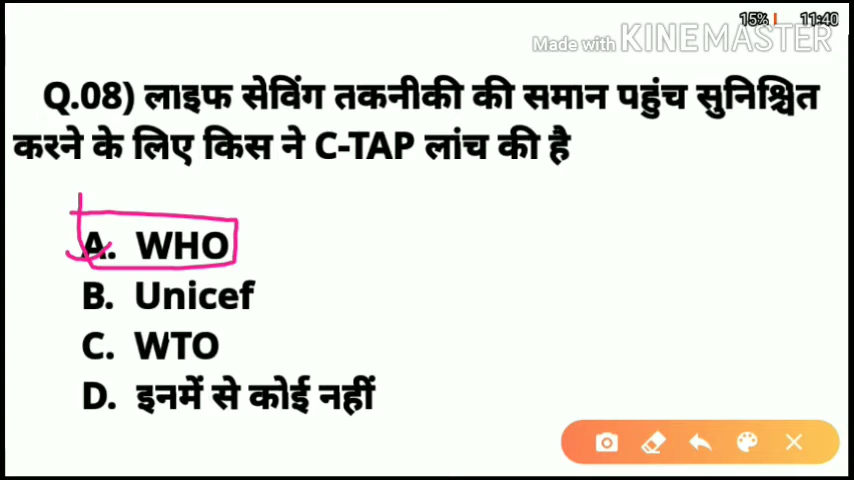 15% 11:40
Made with KINEMASTER
Q.08) लाइफ सेविंग तकनीकी की समान पहुंच सुनिश्चित
करने के लिए किस ने C-TAP लांच की है
A. WHO
B. Unicef
C. WTO
D. इनमें से कोई नहीं